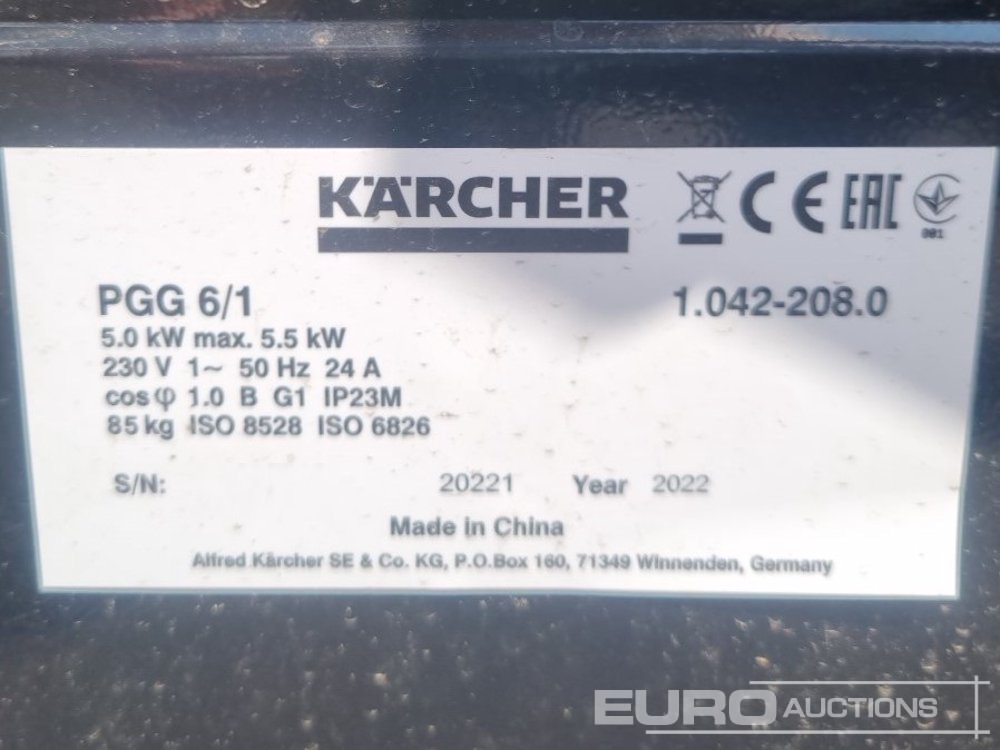 KÄRCHER
CE EAC
001
PGG 6/1 1.042-208.0
5.0 kW max. 5.5 kW
230 V 1~ 50 Hz 24 A
cos φ 1.0 B G1 IP23M
85 kg ISO 8528 ISO 6826
S/N: 20221 Year 2022
Made in China
Alfred Kärcher SE & Co. KG, P.O.Box 160, 71349 Winnenden, Germany
EURO AUCTIONS